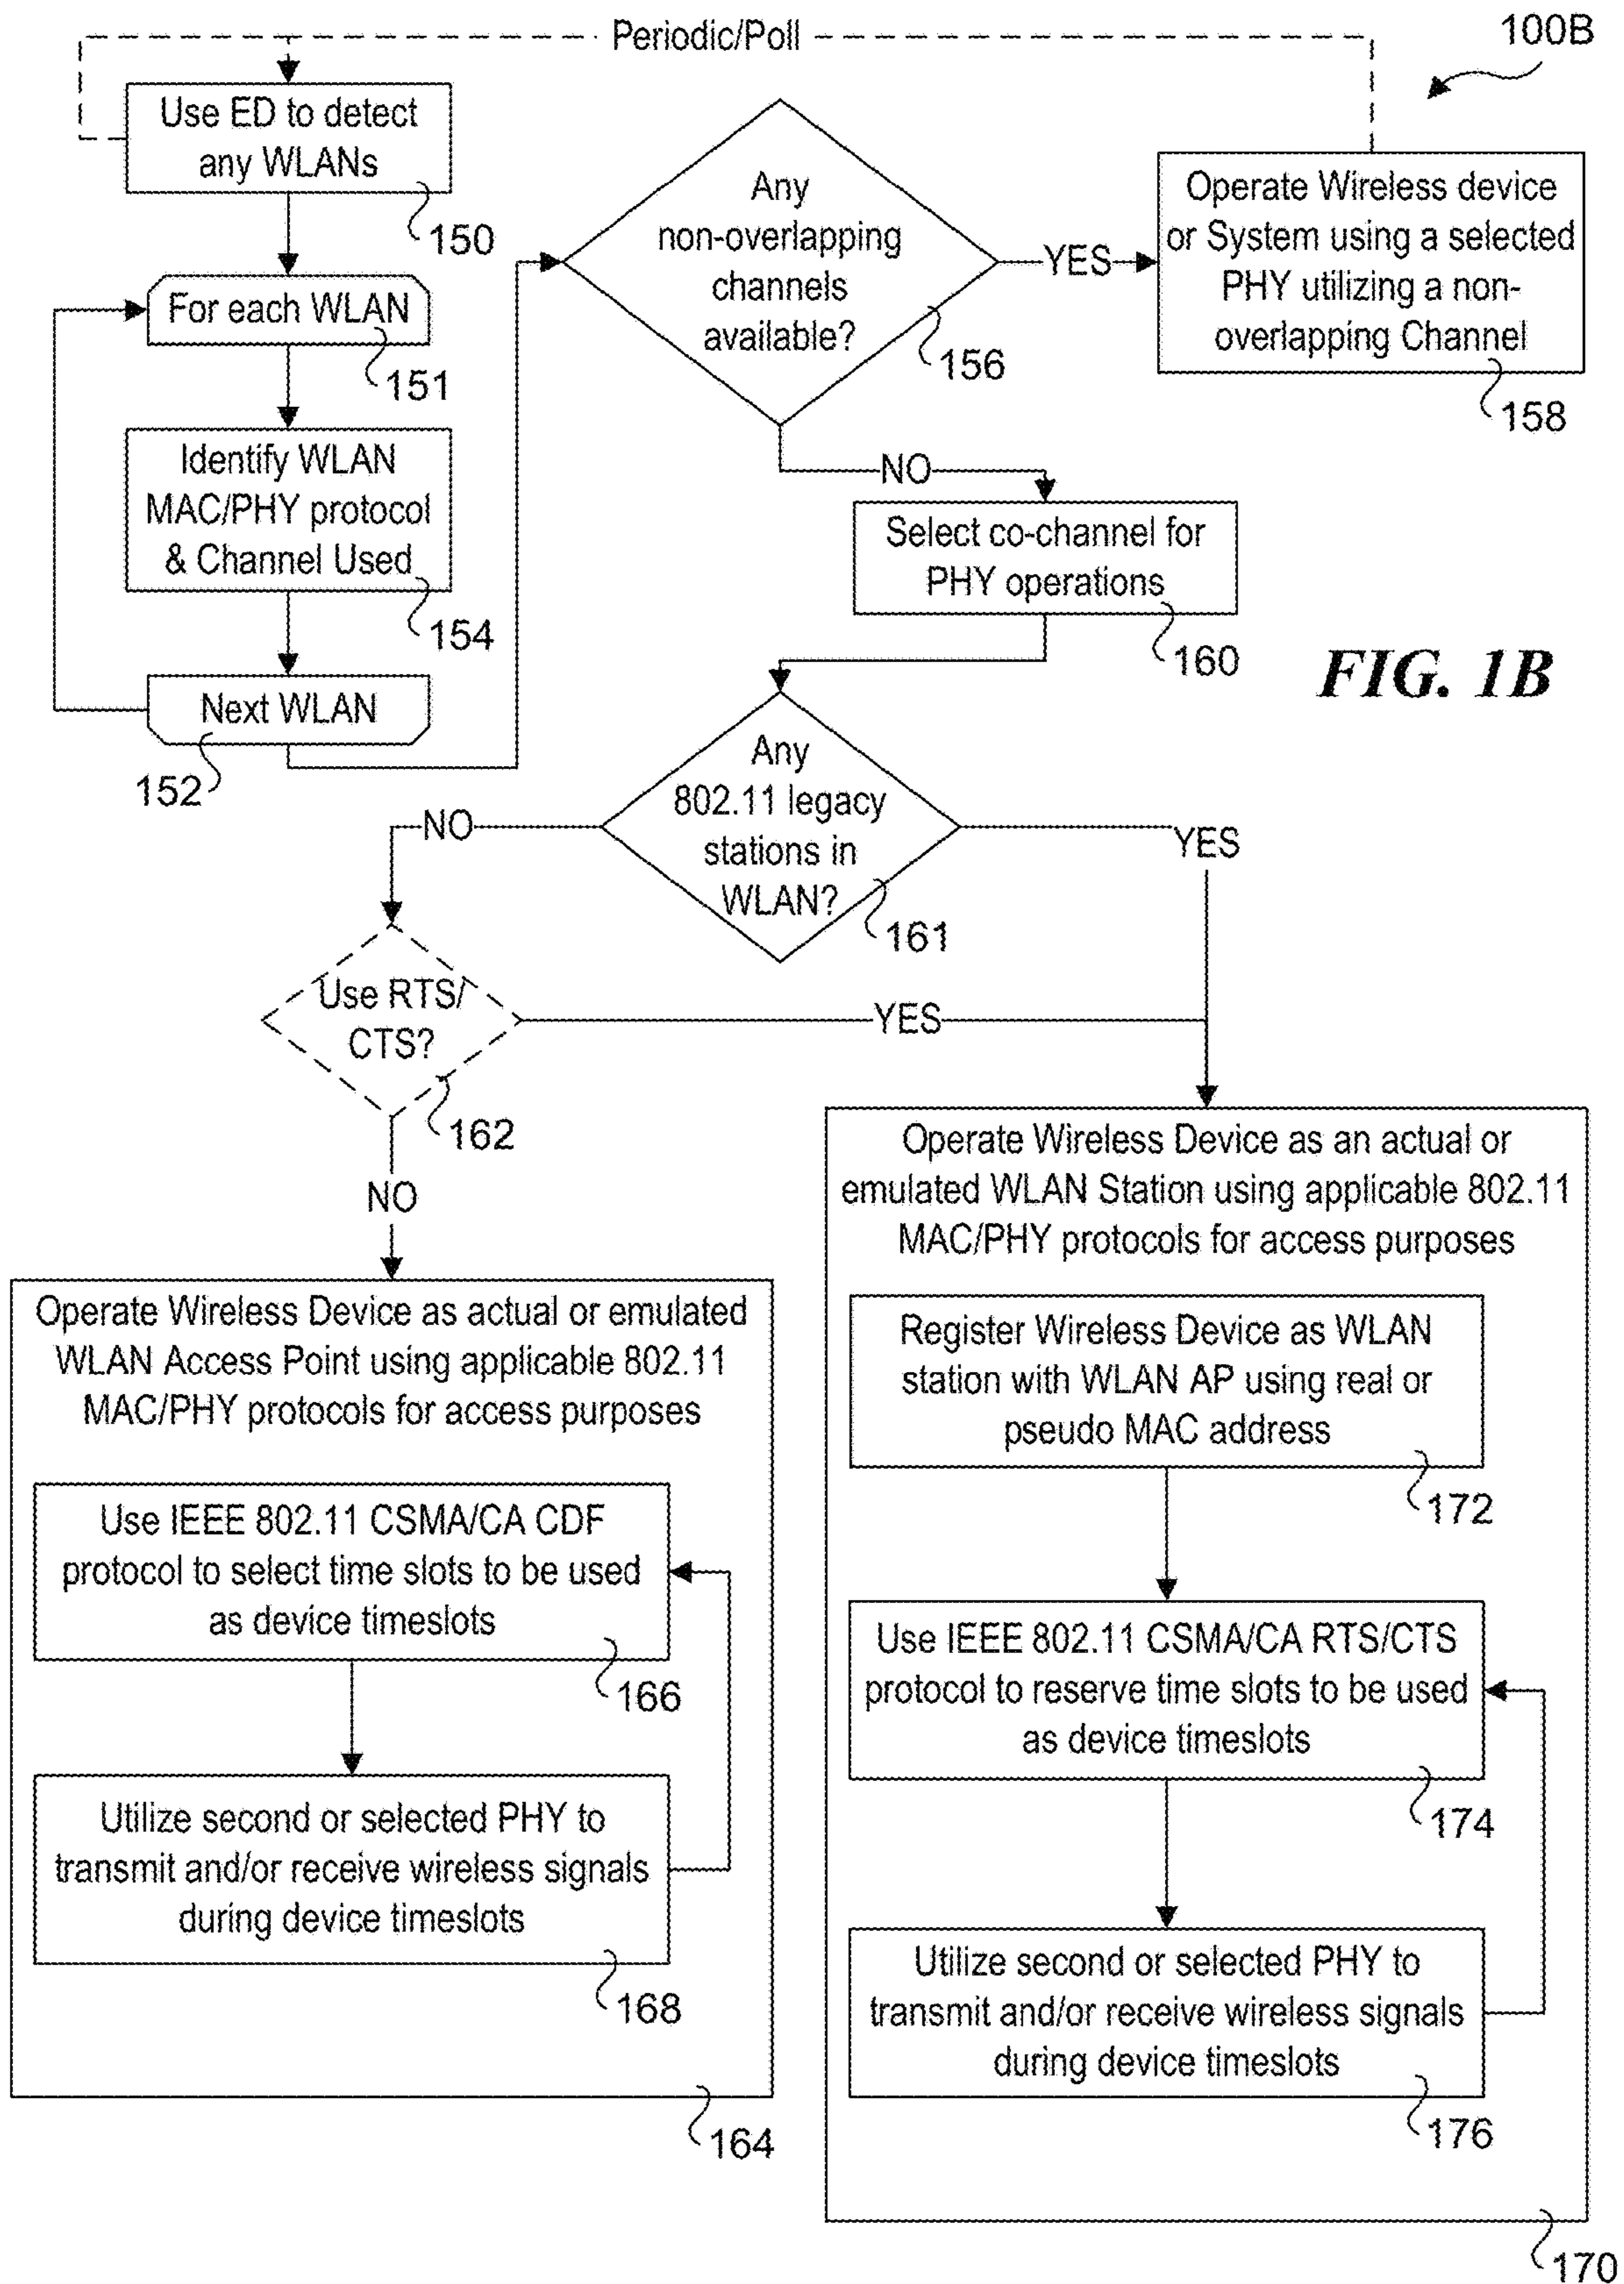 Periodic/Poll
100B
Use ED to detect
any WLANs
150
For each WLAN
151
Identify WLAN
MAC/PHY protocol
& Channel Used
154
Next WLAN
152
Any
non-overlapping
channels
available?
156
YES
Operate Wireless device
or System using a selected
PHY utilizing a non-
overlapping Channel
158
NO
Select co-channel for
PHY operations
160
FIG. 1B
Any
802.11 legacy
stations in
WLAN?
161
NO
YES
Use RTS/
CTS?
162
YES
NO
Operate Wireless Device as actual or emulated
WLAN Access Point using applicable 802.11
MAC/PHY protocols for access purposes
Use IEEE 802.11 CSMA/CA CDF
protocol to select time slots to be used
as device timeslots
166
Utilize second or selected PHY to
transmit and/or receive wireless signals
during device timeslots
168
164
Operate Wireless Device as an actual or
emulated WLAN Station using applicable 802.11
MAC/PHY protocols for access purposes
Register Wireless Device as WLAN
station with WLAN AP using real or
pseudo MAC address
172
Use IEEE 802.11 CSMA/CA RTS/CTS
protocol to reserve time slots to be used
as device timeslots
174
Utilize second or selected PHY to
transmit and/or receive wireless signals
during device timeslots
176
170